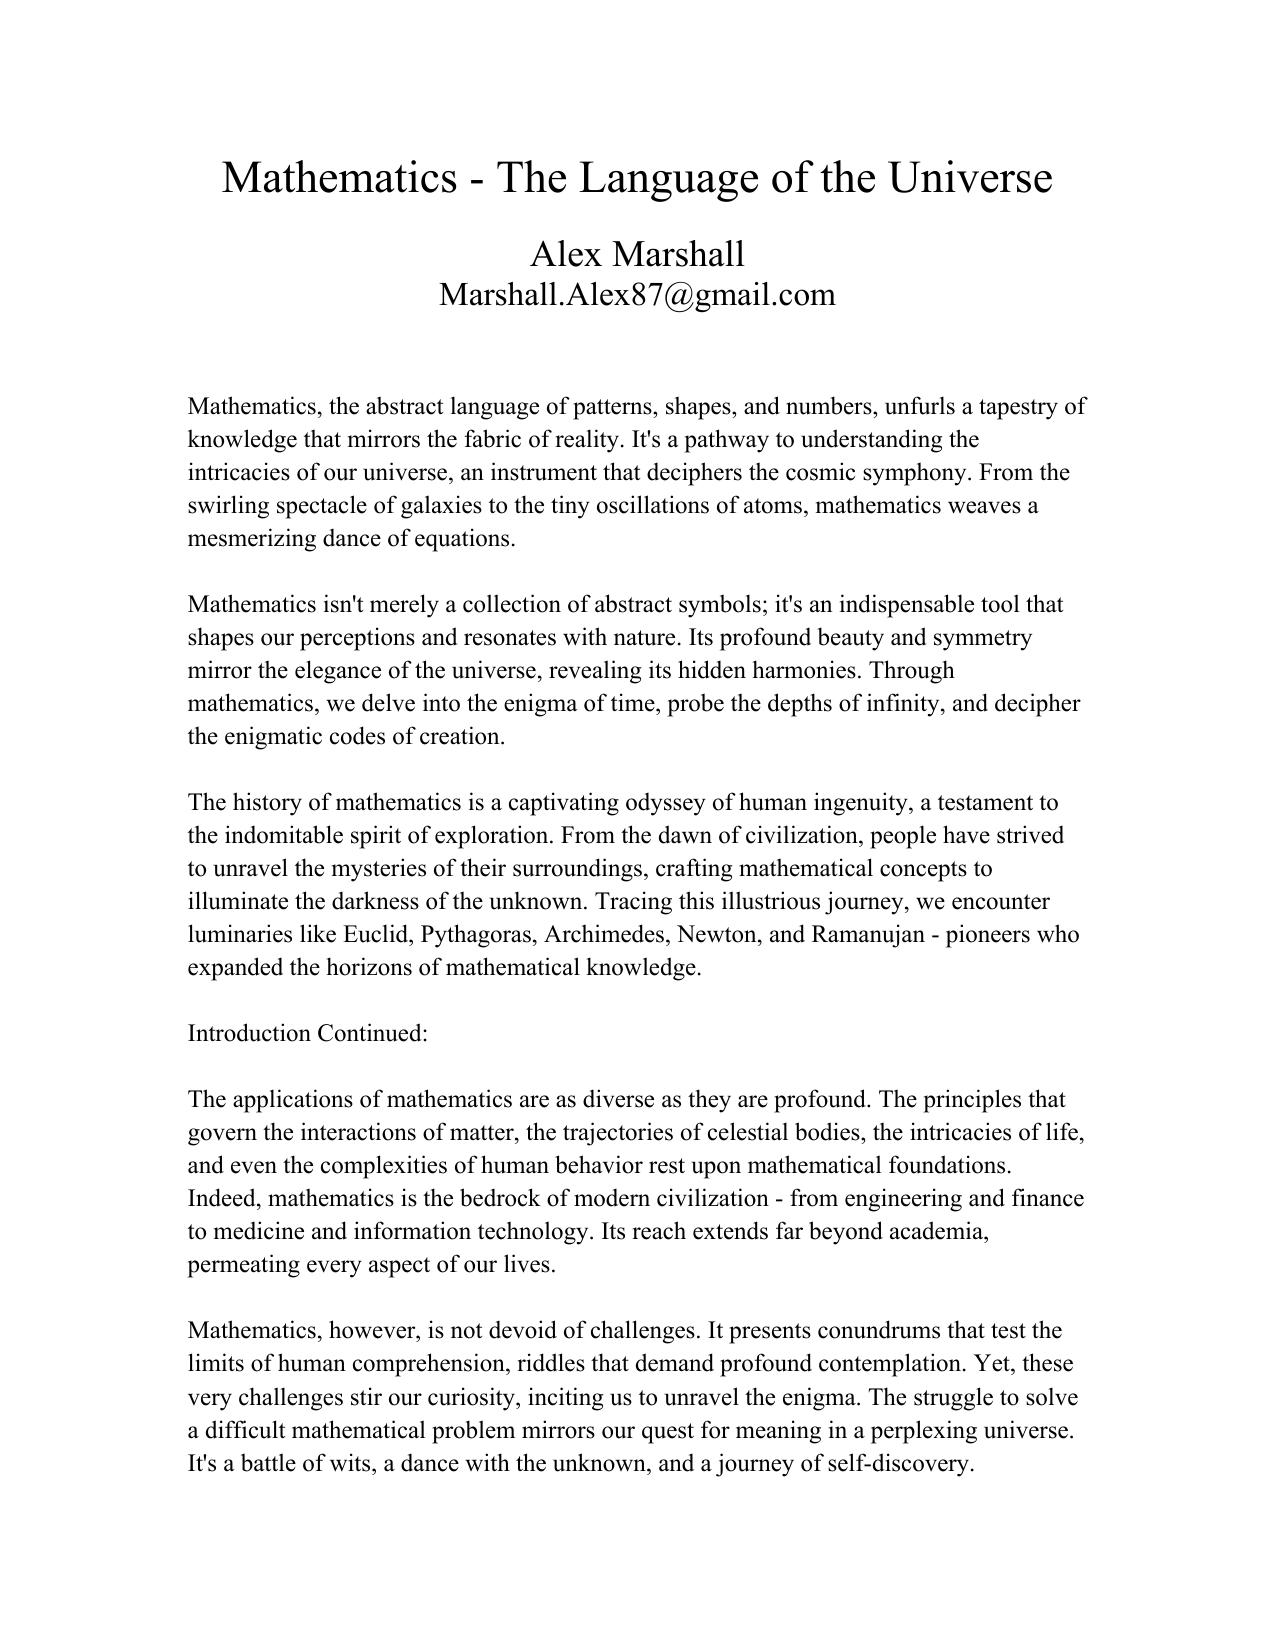 Mathematics - The Language of the Universe
Alex Marshall
Marshall.Alex87@gmail.com
Mathematics, the abstract language of patterns, shapes, and numbers, unfurls a tapestry of
knowledge that mirrors the fabric of reality. It's a pathway to understanding the
intricacies of our universe, an instrument that deciphers the cosmic symphony. From the
swirling spectacle of galaxies to the tiny oscillations of atoms, mathematics weaves a
mesmerizing dance of equations.
Mathematics isn't merely a collection of abstract symbols; it's an indispensable tool that
shapes our perceptions and resonates with nature. Its profound beauty and symmetry
mirror the elegance of the universe, revealing its hidden harmonies. Through
mathematics, we delve into the enigma of time, probe the depths of infinity, and decipher
the enigmatic codes of creation.
The history of mathematics is a captivating odyssey of human ingenuity, a testament to
the indomitable spirit of exploration. From the dawn of civilization, people have strived
to unravel the mysteries of their surroundings, crafting mathematical concepts to
illuminate the darkness of the unknown. Tracing this illustrious journey, we encounter
luminaries like Euclid, Pythagoras, Archimedes, Newton, and Ramanujan - pioneers who
expanded the horizons of mathematical knowledge.
Introduction Continued:
The applications of mathematics are as diverse as they are profound. The principles that
govern the interactions of matter, the trajectories of celestial bodies, the intricacies of life,
and even the complexities of human behavior rest upon mathematical foundations.
Indeed, mathematics is the bedrock of modern civilization - from engineering and finance
to medicine and information technology. Its reach extends far beyond academia,
permeating every aspect of our lives.
Mathematics, however, is not devoid of challenges. It presents conundrums that test the
limits of human comprehension, riddles that demand profound contemplation. Yet, these
very challenges stir our curiosity, inciting us to unravel the enigma. The struggle to solve
a difficult mathematical problem mirrors our quest for meaning in a perplexing universe.
It's a battle of wits, a dance with the unknown, and a journey of self-discovery.